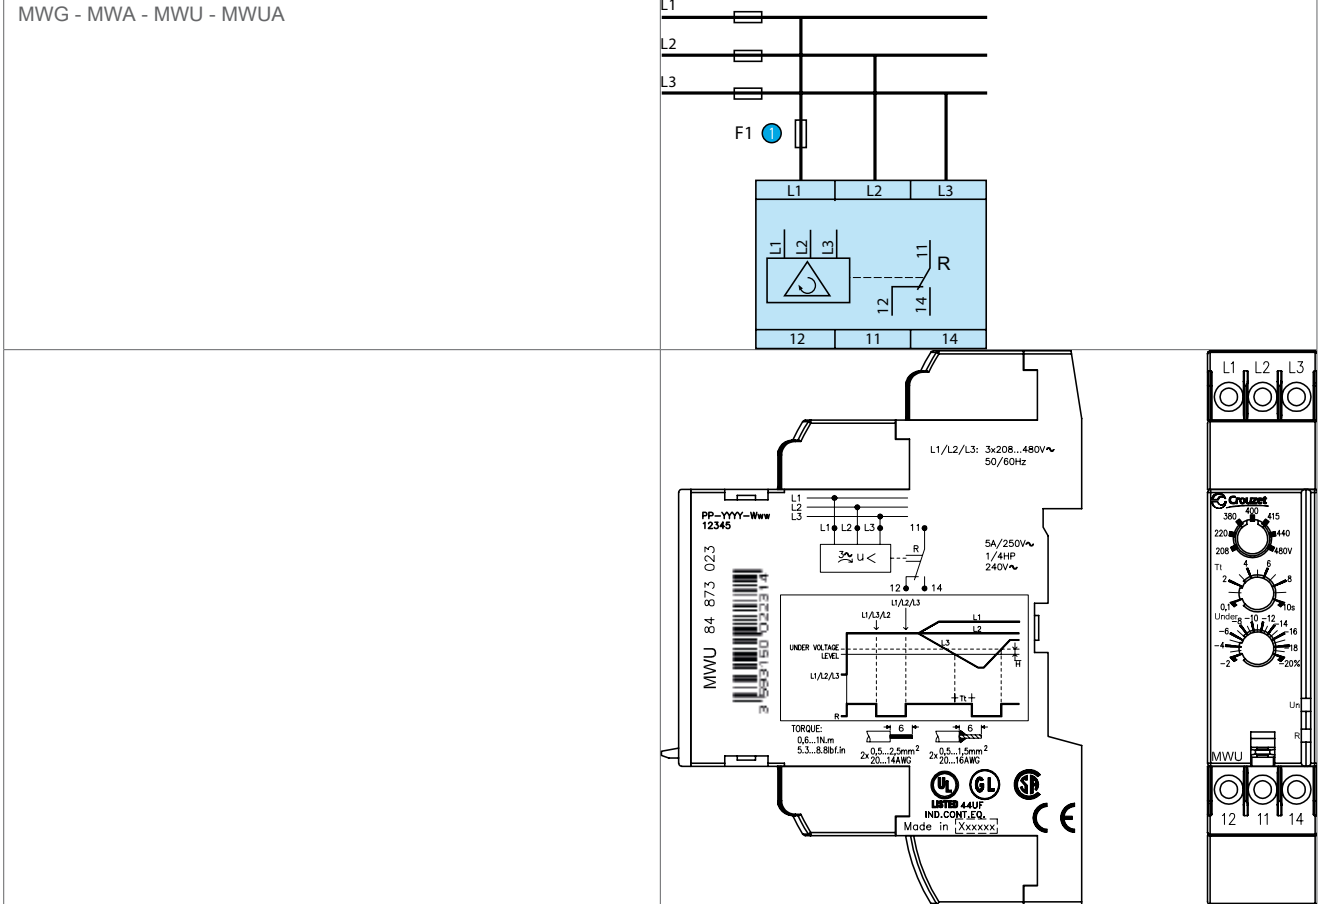 MWG - MWA - MWU - MWUA
L1
L2
L3
F1 1
L1 L2 L3
L1 L2 L3
11
R
12 14
12 11 14
L1/L2/L3: 3x208...480V~
50/60Hz
PP-YYYY-Www
12345
MWU 84 873 023
3 593150 022314
L1
L2
L3
L1 L2 L3 11
3~ U<
R
12 14
5A/250V~
1/4HP
240V~
L1/L3/L2
L1/L2/L3
L1
L2
L3
UNDER VOLTAGE
LEVEL
H
L1/L2/L3
Tt
R
TORQUE:
0,6...1N.m
5.3...8.8lbf.in
6
2x 0,5...2,5mm²
20...14AWG
6
2x 0,5...1,5mm²
20...16AWG
UL
GL
SA
LISTED 44UF
IND.CONT.EQ.
Made in Xxxxxx
CE
L1 L2 L3
Crouzet
380 400 415
220 440
208 480V
Tt
4 6
2 8
0,1 10s
Under
-8 -10 -12
-6 -14
-4 -16
-2 -18
-20%
Un
R
MWU
12 11 14